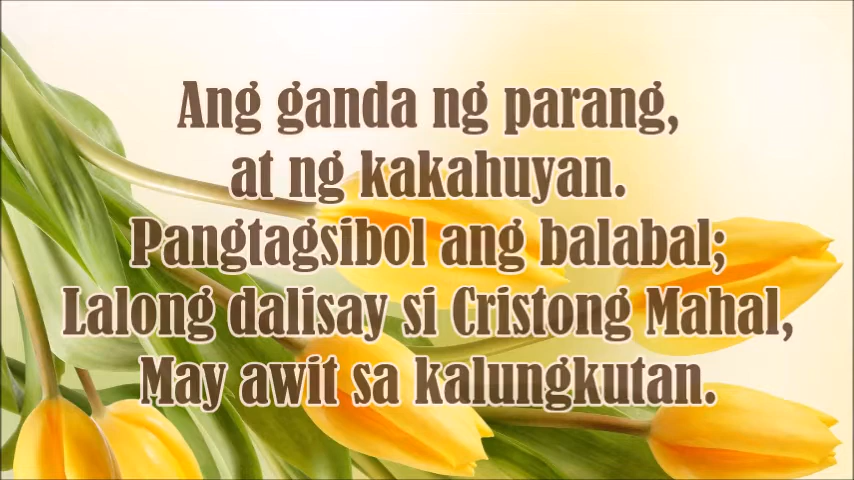 Ang ganda ng parang,
at ng kakahuyan.
Pangtagsibol ang balabal;
Lalong dalisay si Cristong Mahal,
May awit sa kalungkutan.